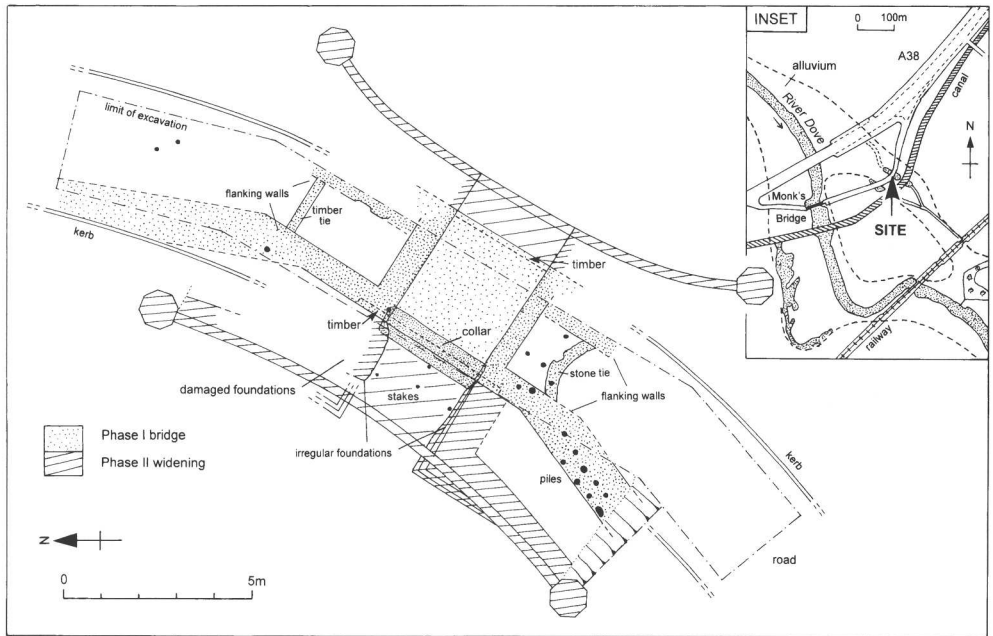 limit of excavation
flanking walls
timber
tie
kerb
timber
timber
collar
damaged foundations
stakes
stone tie
flanking walls
irregular foundations
piles
kerb
road
Phase I bridge
Phase II widening
N
0 5m
INSET
0 100m
A38
alluvium
River Dove
canal
N
Monk's
Bridge
SITE
railway